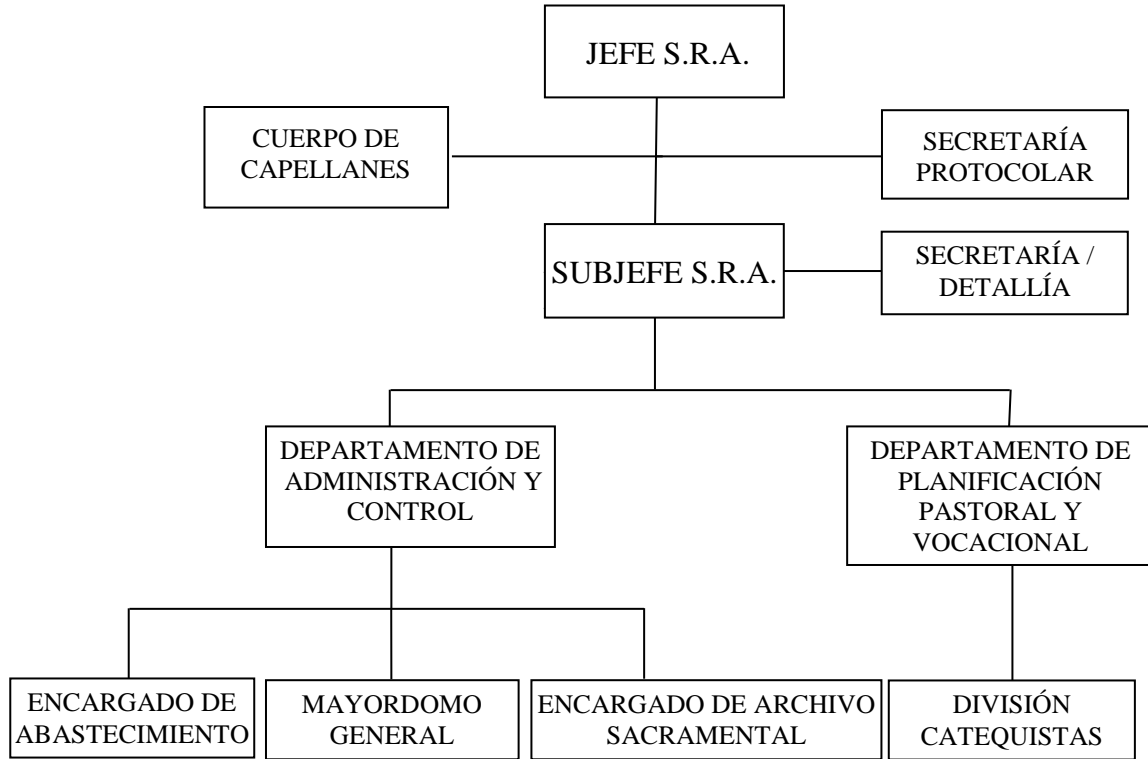 JEFE S.R.A.
CUERPO DE
CAPELLANES
SECRETARÍA
PROTOCOLAR
SUBJEFE S.R.A.
SECRETARÍA /
DETALLÍA
DEPARTAMENTO DE
ADMINISTRACIÓN Y
CONTROL
DEPARTAMENTO DE
PLANIFICACIÓN
PASTORAL Y
VOCACIONAL
ENCARGADO DE
ABASTECIMIENTO
MAYORDOMO
GENERAL
ENCARGADO DE ARCHIVO
SACRAMENTAL
DIVISIÓN
CATEQUISTAS